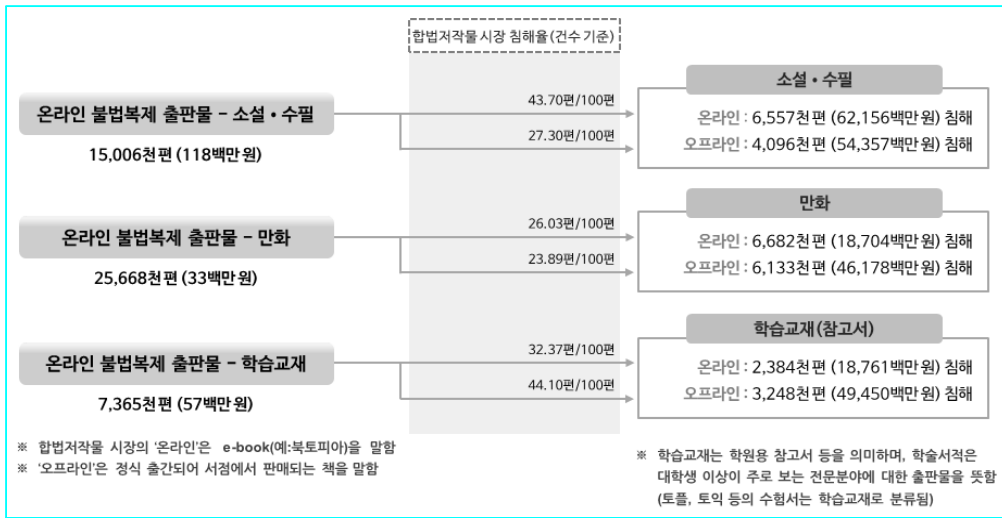 합법저작물 시장 침해율(건수 기준)
온라인 불법복제 출판물 – 소설 • 수필
15,006천편 (118백만원)
43.70편/100편
27.30편/100편
소설 • 수필
온라인 : 6,557천편 (62,156백만원) 침해
오프라인 : 4,096천편 (54,357백만원) 침해
온라인 불법복제 출판물 – 만화
25,668천편 (33백만원)
26.03편/100편
23.89편/100편
만화
온라인 : 6,682천편 (18,704백만원) 침해
오프라인 : 6,133천편 (46,178백만원) 침해
온라인 불법복제 출판물 – 학습교재
7,365천편 (57백만원)
32.37편/100편
44.10편/100편
학습교재(참고서)
온라인 : 2,384천편 (18,761백만원) 침해
오프라인 : 3,248천편 (49,450백만원) 침해
※ 합법저작물 시장의 '온라인'은 e-book(예:북토피아)을 말함
※ '오프라인'은 정식 출간되어 서점에서 판매되는 책을 말함
※ 학습교재는 학원용 참고서 등을 의미하며, 학술서적은
대학생 이상이 주로 보는 전문분야에 대한 출판물을 뜻함
(토플, 토익 등의 수험서는 학습교재로 분류됨)